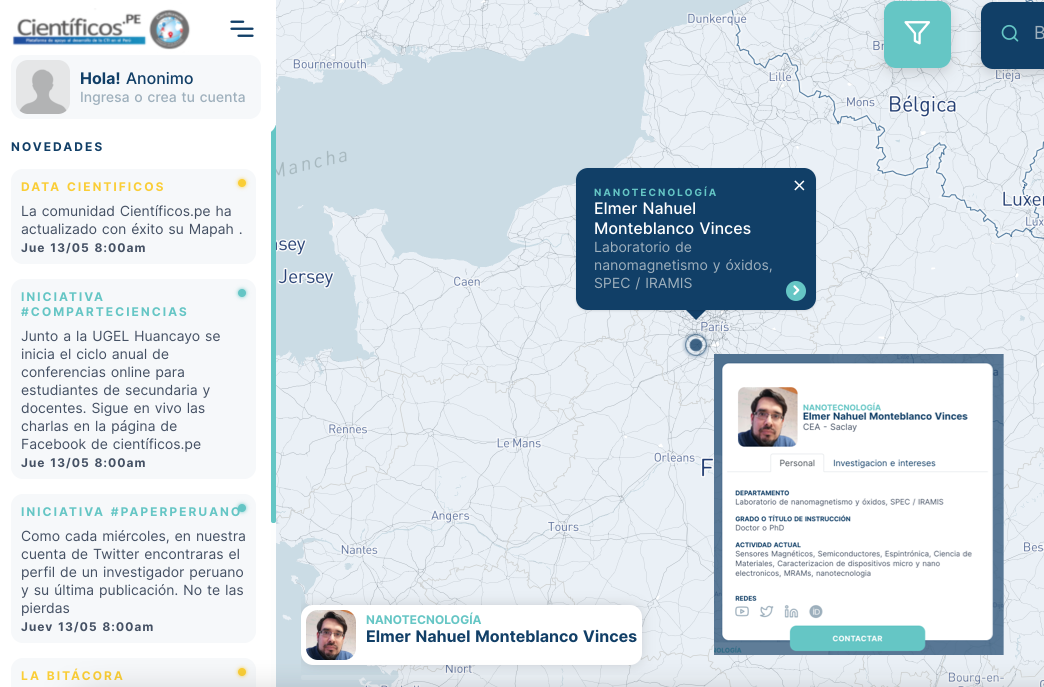 Científicos.PE
Plataforma de apoyo al desarrollo de la CTI en el Perú
Hola! Anonimo
Ingresa o crea tu cuenta
NOVEDADES
DATA CIENTIFICOS
La comunidad Científicos.pe ha
actualizado con éxito su Mapah .
Jue 13/05 8:00am
INICIATIVA
#COMPARTECIENCIAS
Junto a la UGEL Huancayo se
inicia el ciclo anual de
conferencias online para
estudiantes de secundaria y
docentes. Sigue en vivo las
charlas en la página de
Facebook de científicos.pe
Jue 13/05 8:00am
INICIATIVA #PAPERPERUANO
Como cada miércoles, en nuestra
cuenta de Twitter encontraras el
perfil de un investigador peruano
y su última publicación. No te las
pierdas
Juev 13/05 8:00am
LA BITÁCORA
Dunkerque
Br
B
Bournemouth
Lille
Lieja
Mons
Bélgica
Mancha
Luxe
Lux
sey
Jersey
Caen
NANOTECNOLOGÍA
Elmer Nahuel
Monteblanco Vinces
Laboratorio de
nanomagnetismo y óxidos,
SPEC / IRAMIS
París
Rennes
Le Mans
Orleans
F
Angers
Tours
Nantes
Bes
Niort
Bourg-en-
NANOTECNOLOGÍA
Elmer Nahuel Monteblanco Vinces
CEA - Saclay
Personal
Investigacion e intereses
DEPARTAMENTO
Laboratorio de nanomagnetismo y óxidos, SPEC / IRAMIS
GRADO O TÍTULO DE INSTRUCCIÓN
Doctor o PhD
ACTIVIDAD ACTUAL
Sensores Magnéticos, Semiconductores, Espintrónica, Ciencia de
Materiales, Caracterizacion de dispositivos micro y nano
electronicos, MRAMs, nanotecnologia
REDES
CONTACTAR
NANOTECNOLOGÍA
Elmer Nahuel Monteblanco Vinces